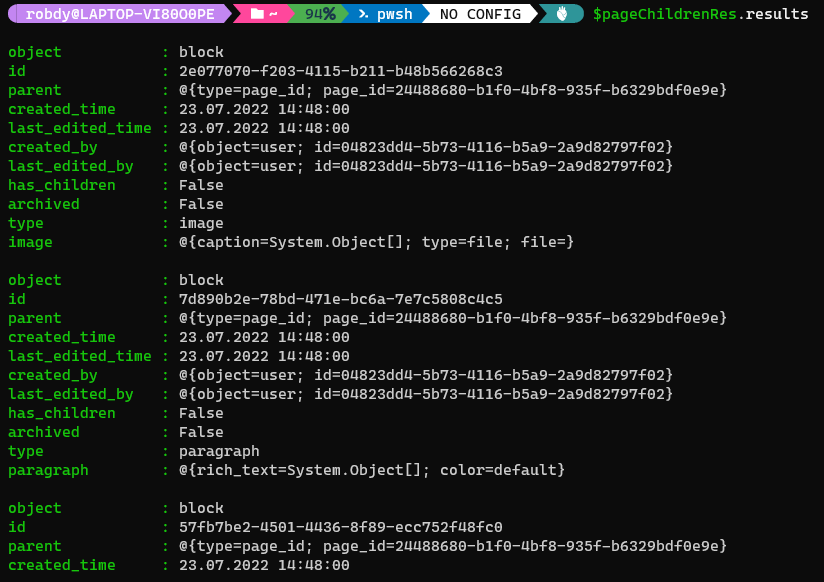 robdy@LAPTOP-VI80O0PE ~ 94% pwsh NO CONFIG $pageChildrenRes.results
object : block
id : 2e077070-f203-4115-b211-b48b566268c3
parent : @{type=page_id; page_id=24488680-b1f0-4bf8-935f-b6329bdf0e9e}
created_time : 23.07.2022 14:48:00
last_edited_time : 23.07.2022 14:48:00
created_by : @{object=user; id=04823dd4-5b73-4116-b5a9-2a9d82797f02}
last_edited_by : @{object=user; id=04823dd4-5b73-4116-b5a9-2a9d82797f02}
has_children : False
archived : False
type : image
image : @{caption=System.Object[]; type=file; file=}
object : block
id : 7d890b2e-78bd-471e-bc6a-7e7c5808c4c5
parent : @{type=page_id; page_id=24488680-b1f0-4bf8-935f-b6329bdf0e9e}
created_time : 23.07.2022 14:48:00
last_edited_time : 23.07.2022 14:48:00
created_by : @{object=user; id=04823dd4-5b73-4116-b5a9-2a9d82797f02}
last_edited_by : @{object=user; id=04823dd4-5b73-4116-b5a9-2a9d82797f02}
has_children : False
archived : False
type : paragraph
paragraph : @{rich_text=System.Object[]; color=default}
object : block
id : 57fb7be2-4501-4436-8f89-ecc752f48fc0
parent : @{type=page_id; page_id=24488680-b1f0-4bf8-935f-b6329bdf0e9e}
created_time : 23.07.2022 14:48:00